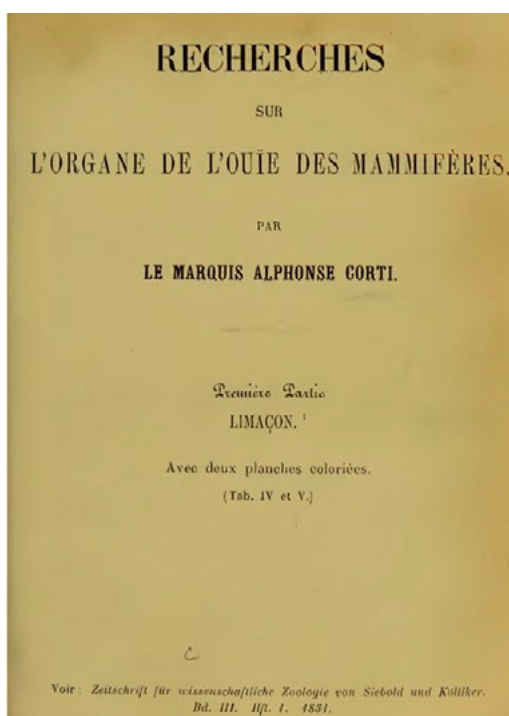 RECHERCHES
SUR
L'ORGANE DE L'OUÏE DES MAMMIFÈRES.
PAR
LE MARQUIS ALPHONSE CORTI.
Première Partie
LIMAÇON. ¹
Avec deux planches coloriées.
(Tab. IV et V.)
C
Voir : Zeitschrift für wissenschaftliche Zoologie von Siebold und Kölliker.
Bd. III. Hft. 1. 1851.